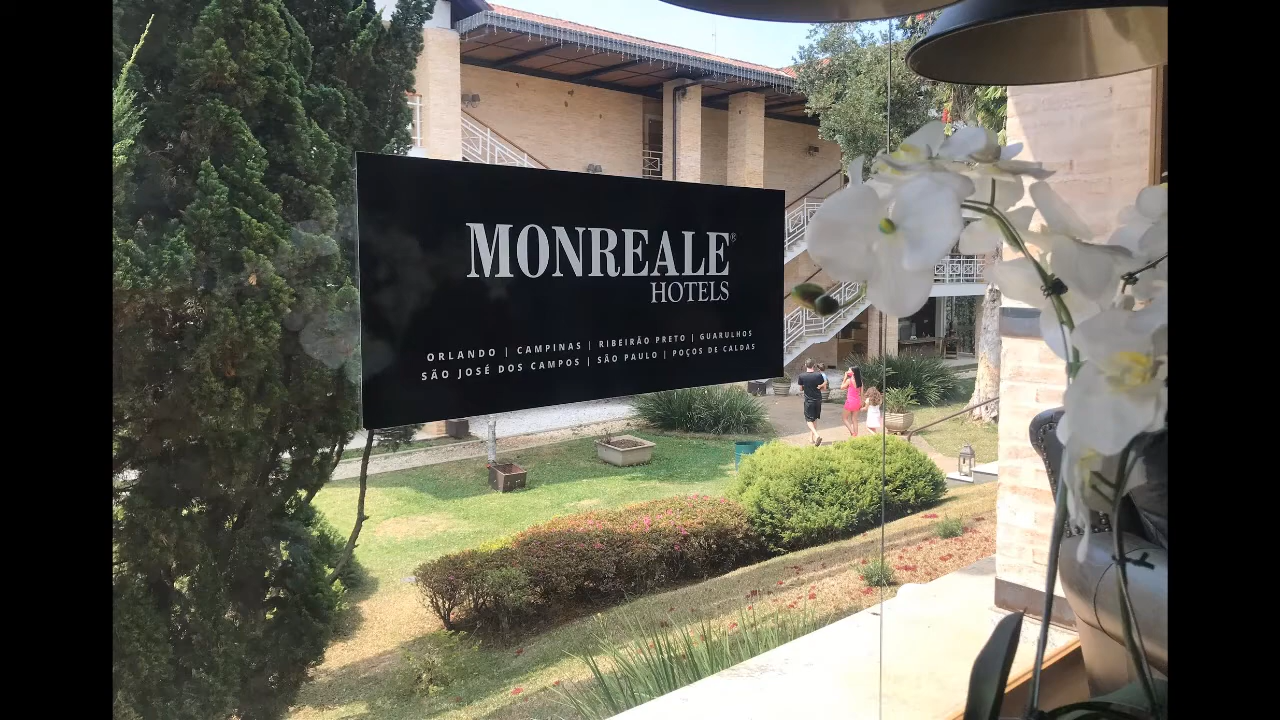 MONREALE®
HOTELS
ORLANDO | CAMPINAS | RIBEIRÃO PRETO | GUARULHOS
SÃO JOSÉ DOS CAMPOS | SÃO PAULO | POÇOS DE CALDAS